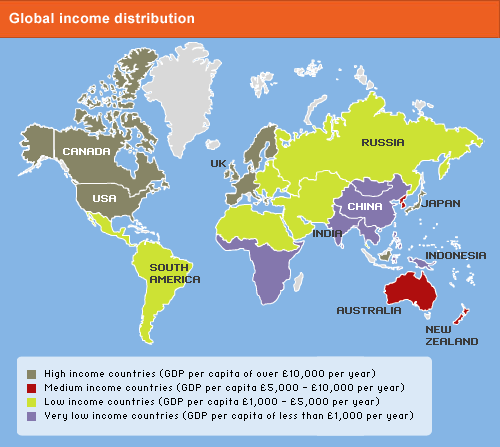 Global income distribution
CANADA
RUSSIA
UK
USA
CHINA
JAPAN
INDIA
INDONESIA
SOUTH
AMERICA
AUSTRALIA
NEW
ZEALAND
High income countries (GDP per capita of over £10,000 per year)
Medium income countries (GDP per capita £5,000 - £10,000 per year)
Low income countries (GDP per capita £1,000 - £5,000 per year)
Very low income countries (GDP per capita of less than £1,000 per year)